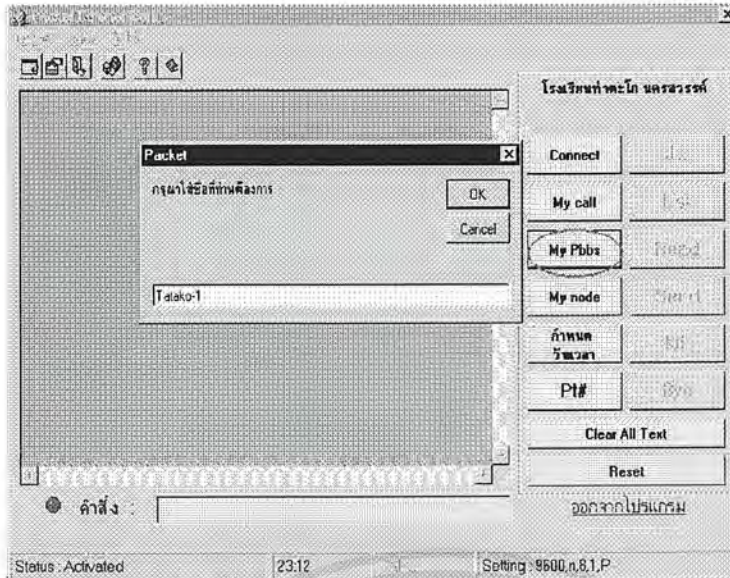 โรงเรียนท่าตะโก นครสวรรค์
Packet
กรุณาใส่ชื่อที่ท่านต้องการ
OK
Cancel
Tatako-1
Connect
My call
My Pbbs
Read
My node
Send
กำหนด
วันเวลา
Kill
Pt#
Bye
Clear All Text
Reset
คำสั่ง :
ออกจากโปรแกรม
Status : Activated
23:12
Setting : 9600,n,8,1,P